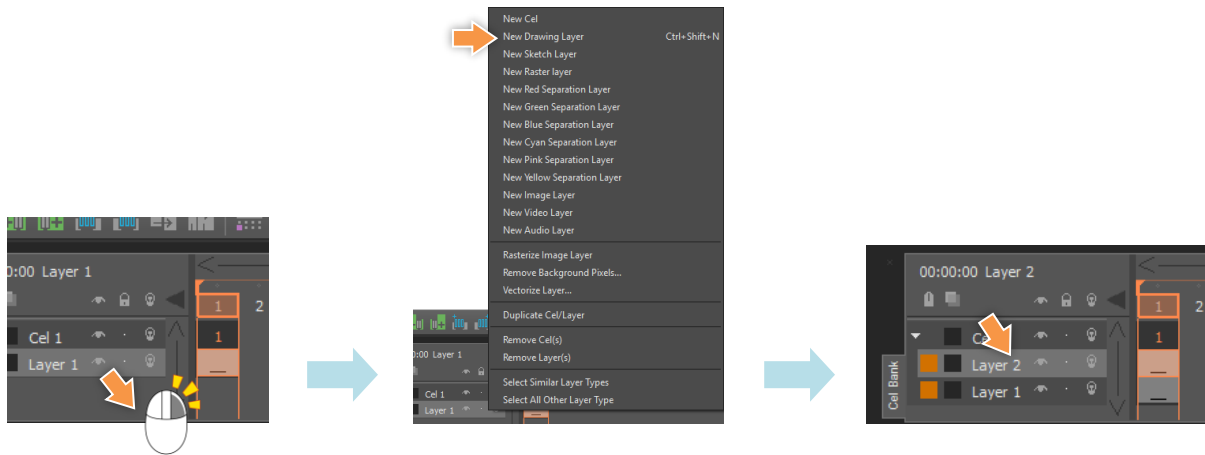 0:00 Layer 1
1 2
Cel 1
1
Layer 1
New Cel
New Drawing Layer Ctrl+Shift+N
New Sketch Layer
New Raster layer
New Red Separation Layer
New Green Separation Layer
New Blue Separation Layer
New Cyan Separation Layer
New Pink Separation Layer
New Yellow Separation Layer
New Image Layer
New Video Layer
New Audio Layer
Rasterize Image Layer
Remove Background Pixels...
Vectorize Layer...
Duplicate Cel/Layer
Remove Cel(s)
Remove Layer(s)
Select Similar Layer Types
Select All Other Layer Type
0:00 Layer 1
Cel 1
Layer 1
00:00:00 Layer 2
1 2
1
Layer 2
Layer 1
Cel Bank